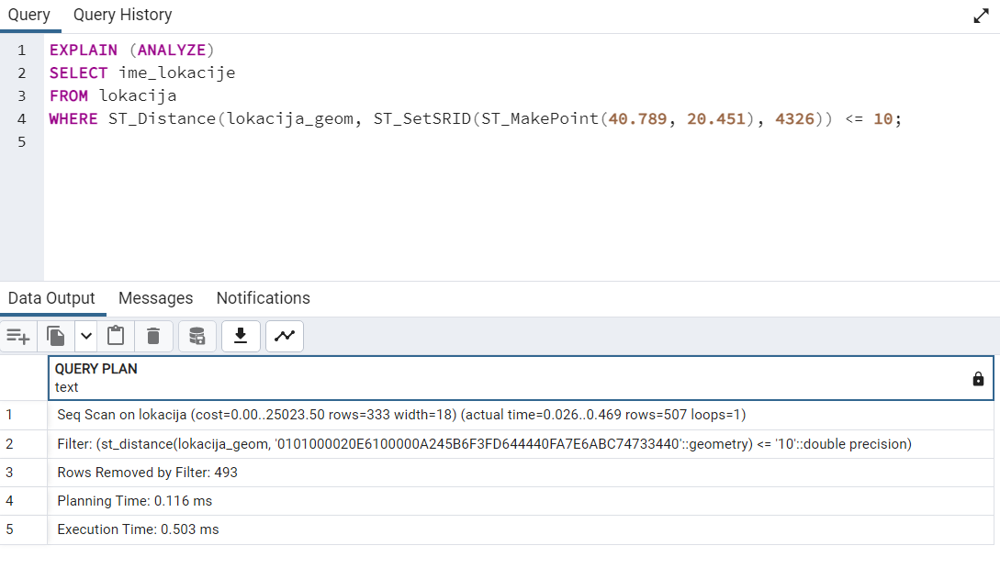 Query Query History
1 EXPLAIN (ANALYZE)
2 SELECT ime_lokacije
3 FROM lokacija
4 WHERE ST_Distance(lokacija_geom, ST_SetSRID(ST_MakePoint(40.789, 20.451), 4326)) <= 10;
5
Data Output Messages Notifications
QUERY PLAN
text
1 Seq Scan on lokacija (cost=0.00..25023.50 rows=333 width=18) (actual time=0.026..0.469 rows=507 loops=1)
2 Filter: (st_distance(lokacija_geom, '0101000020E6100000A245B6F3FD644440FA7E6ABC74733440'::geometry) <= '10'::double precision)
3 Rows Removed by Filter: 493
4 Planning Time: 0.116 ms
5 Execution Time: 0.503 ms